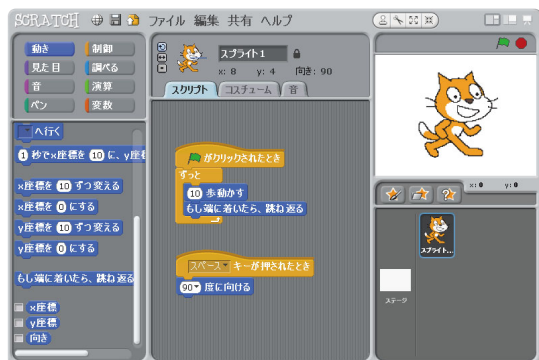 SCRATCH ファイル 編集 共有 ヘルプ
動き 制御
見た目 調べる
音 演算
ペン 変数
へ行く
1 秒でx座標を 10 に、y座標
x座標を 10 ずつ変える
x座標を 0 にする
y座標を 10 ずつ変える
y座標を 0 にする
もし端に着いたら、跳ね返る
x座標
y座標
向き
スプライト1
x: 8 y: 4 向き: 90
スクリプト コスチューム 音
がクリックされたとき
ずっと
10 歩動かす
もし端に着いたら、跳ね返る
スペース キーが押されたとき
90 度に向ける
x: 0 y: 0
スプライト...
ステージ